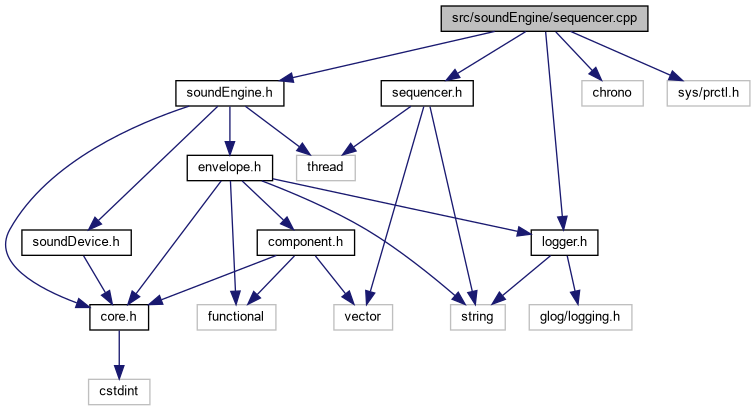 src/soundEngine/sequencer.cpp
soundEngine.h
sequencer.h
chrono
sys/prctl.h
envelope.h
thread
soundDevice.h
component.h
logger.h
core.h
functional
vector
string
glog/logging.h
cstdint